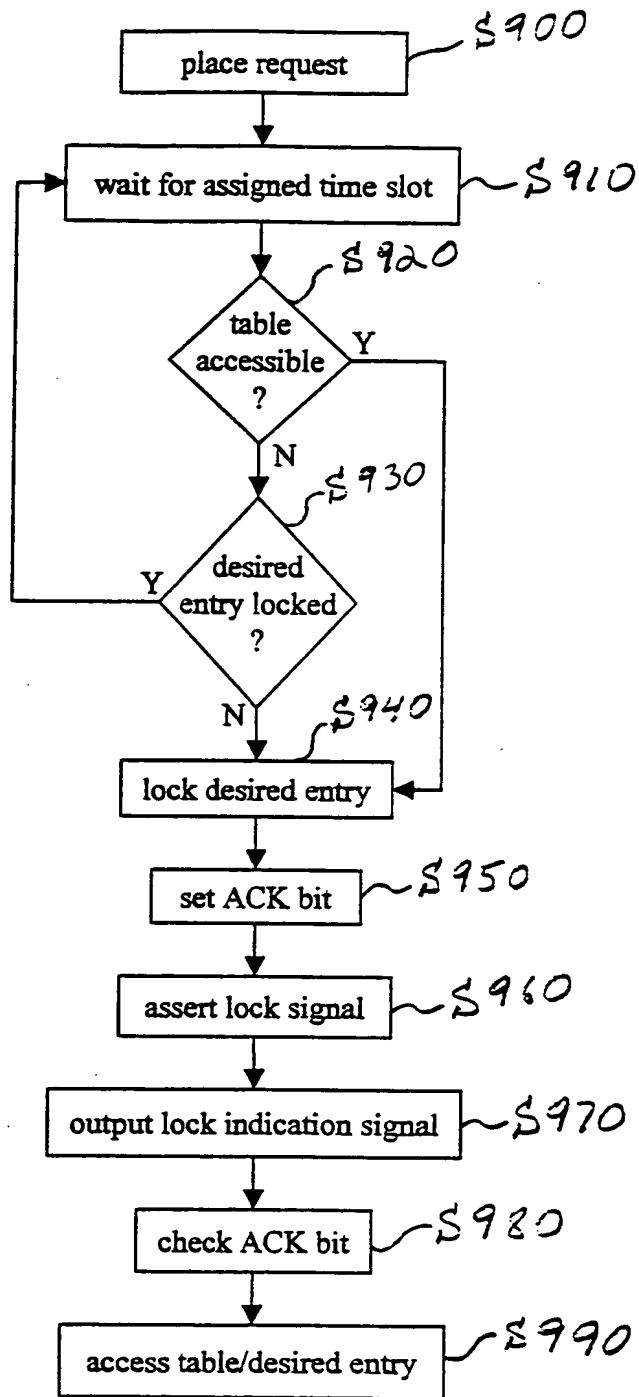 S900
place request
wait for assigned time slot
S910
S920
table
accessible
?
Y
N
S930
desired
entry locked
?
Y
N
S940
lock desired entry
set ACK bit
S950
assert lock signal
S960
output lock indication signal
S970
check ACK bit
S980
access table/desired entry
S990